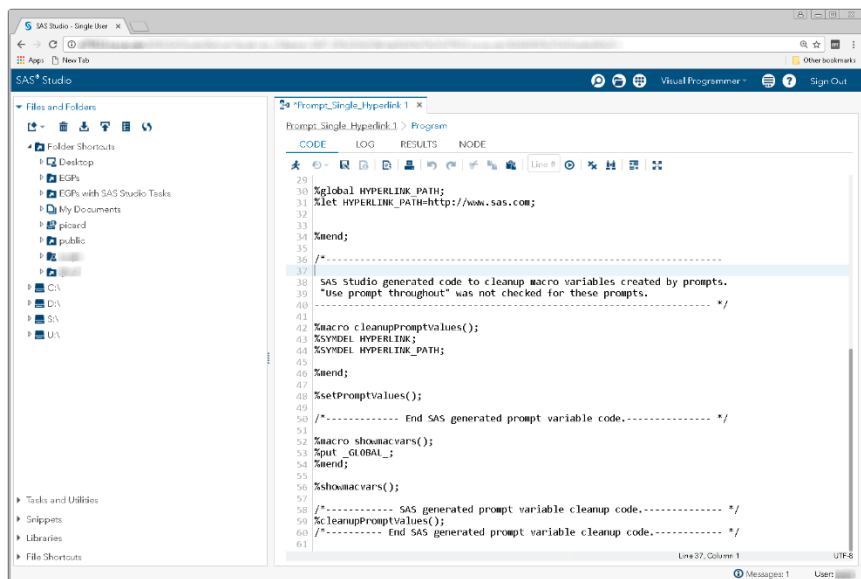 SAS Studio - Single User
Apps New Tab Other bookmarks
SAS® Studio Visual Programmer Sign Out
Files and Folders
Folder Shortcuts
Desktop
EGPs
EGPs with SAS Studio Tasks
My Documents
picard
public
C:\
D:\
S:\
U:\
Tasks and Utilities
Snippets
Libraries
File Shortcuts
*Prompt_Single_Hyperlink 1
Prompt_Single_Hyperlink 1 > Program
CODE LOG RESULTS NODE
Line #
29
30 %global HYPERLINK_PATH;
31 %let HYPERLINK_PATH=http://www.sas.com;
32
33
34 %mend;
35
36 /*-----------------------------------------------------------------
37
38 SAS Studio generated code to cleanup macro variables created by prompts.
39 "Use prompt throughout" was not checked for these prompts.
40 ----------------------------------------------------------------- */
41
42 %macro cleanupPromptValues();
43 %SYMDEL HYPERLINK;
44 %SYMDEL HYPERLINK_PATH;
45
46 %mend;
47
48 %setPromptValues();
49
50 /*------------ End SAS generated prompt variable code.-------------- */
51
52 %macro showmacvars();
53 %put _GLOBAL_;
54 %mend;
55
56 %showmacvars();
57
58 /*----------- SAS generated prompt variable cleanup code.------------- */
59 %cleanupPromptValues();
60 /*---------- End SAS generated prompt variable cleanup code.------------ */
61
Line 37, Column 1 UTF-8
Messages: 1 User: